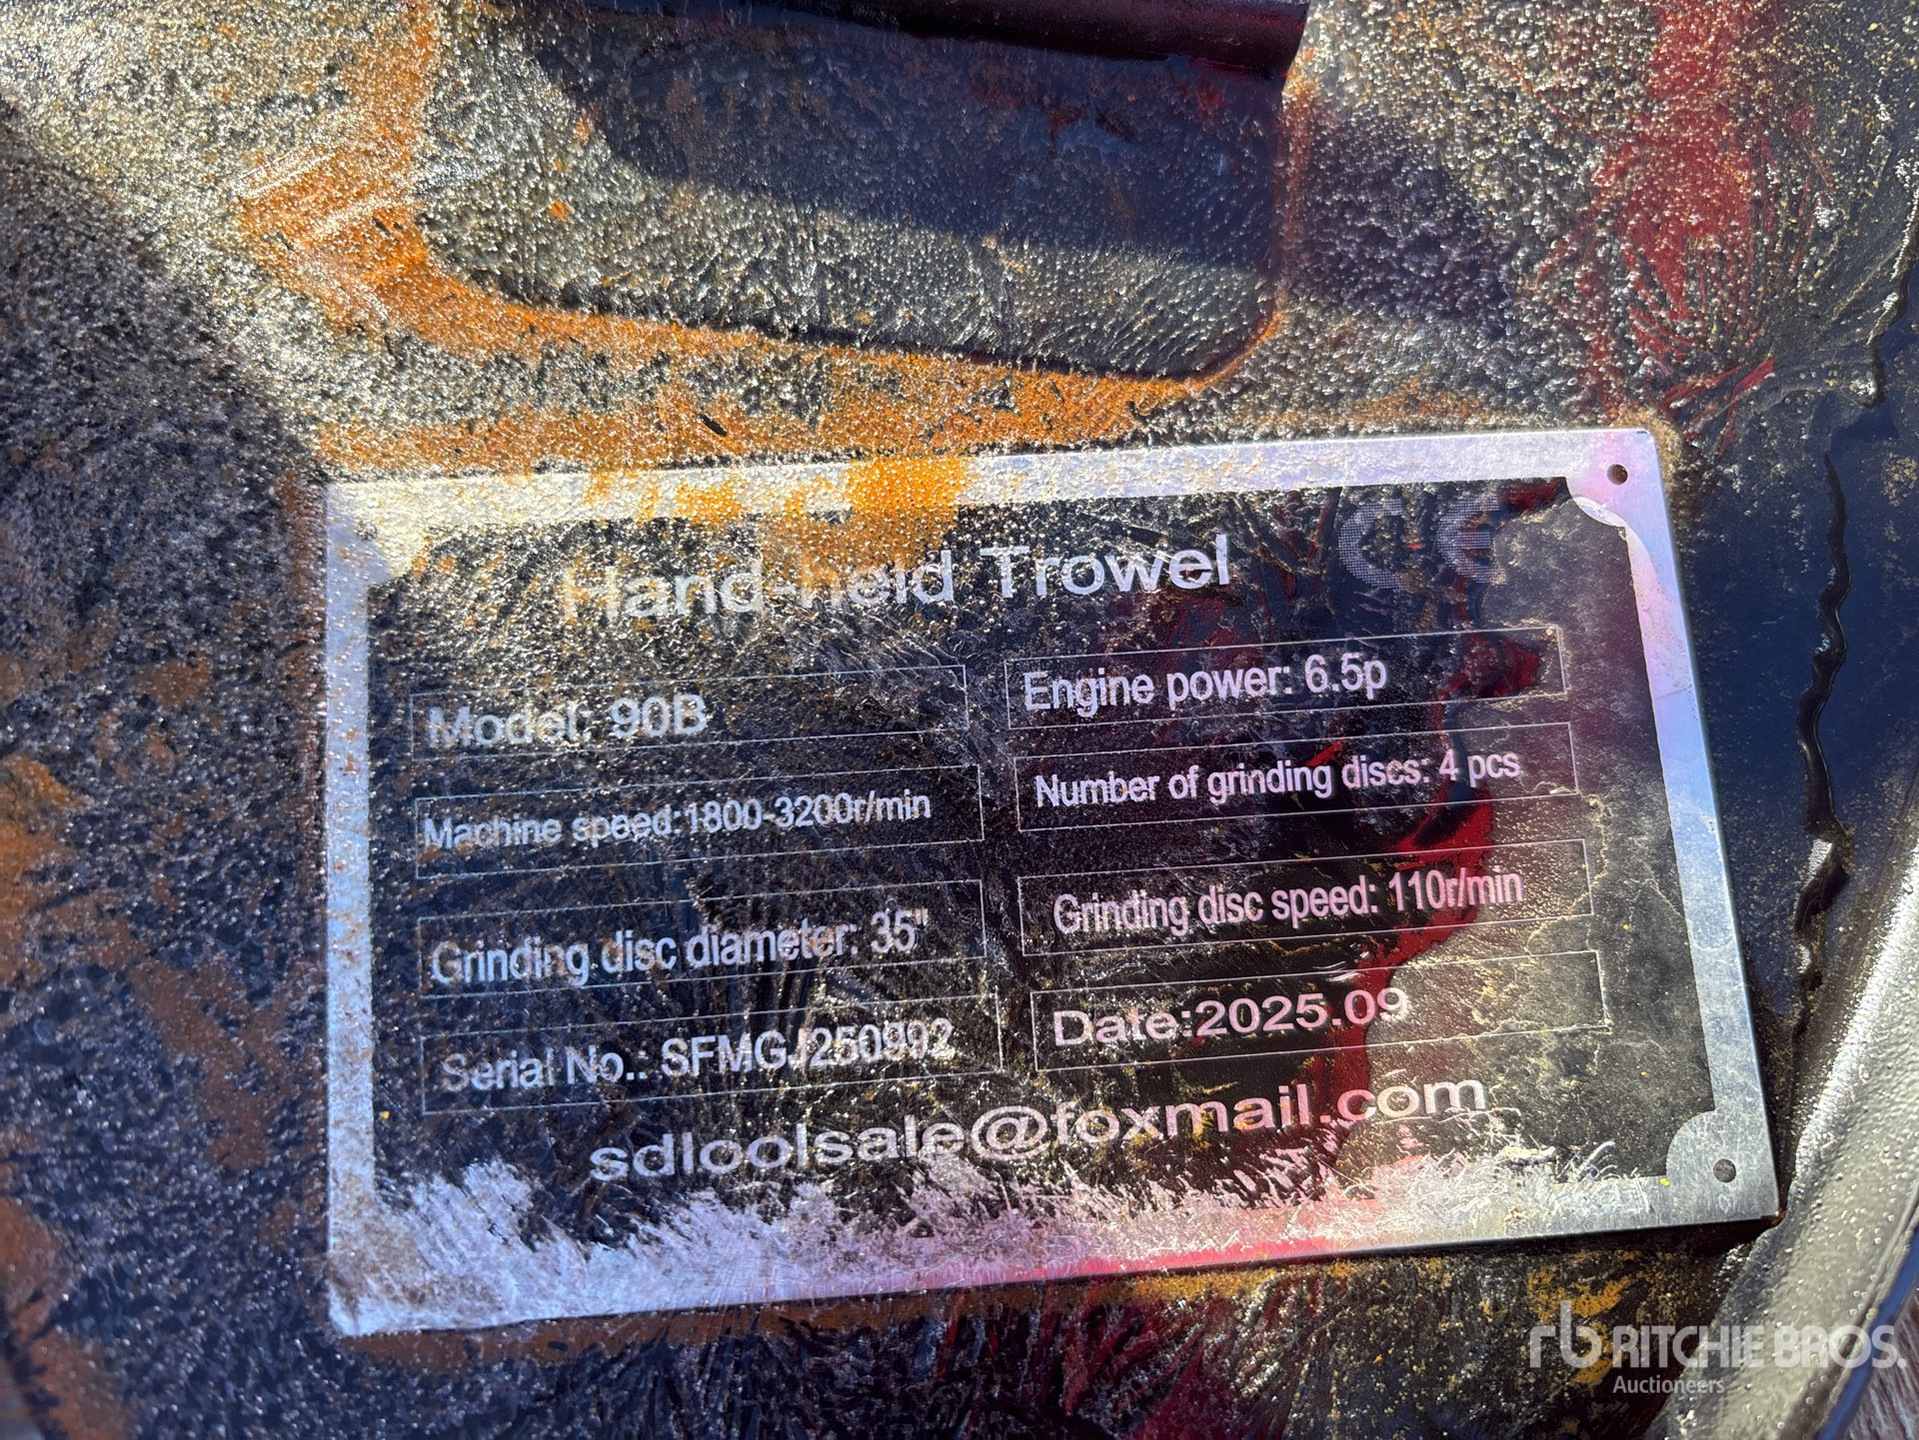 Hand-held Trowel CE
Model: 90B
Engine power: 6.5p
Machine speed:1800-3200r/min
Number of grinding discs: 4 pcs
Grinding disc diameter: 35"
Grinding disc speed: 110r/min
Serial No.: SFMGJ250992
Date:2025.09
sdloolsale@foxmail.com
rb RITCHIE BROS.
Auctioneers